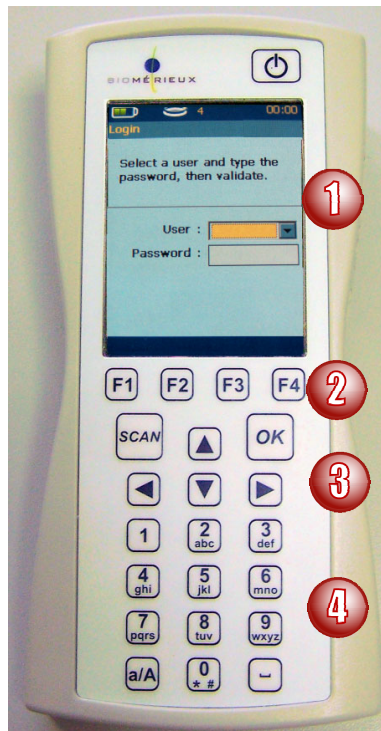 BIOMÉRIEUX
4 00:00
Login
Select a user and type the
password, then validate.
User :
Password :
1
F1 F2 F3 F4
2
SCAN OK
3
1 2 3
abc def
4 5 6
ghi jkl mno
4
7 8 9
pqrs tuv wxyz
a/A 0
* #